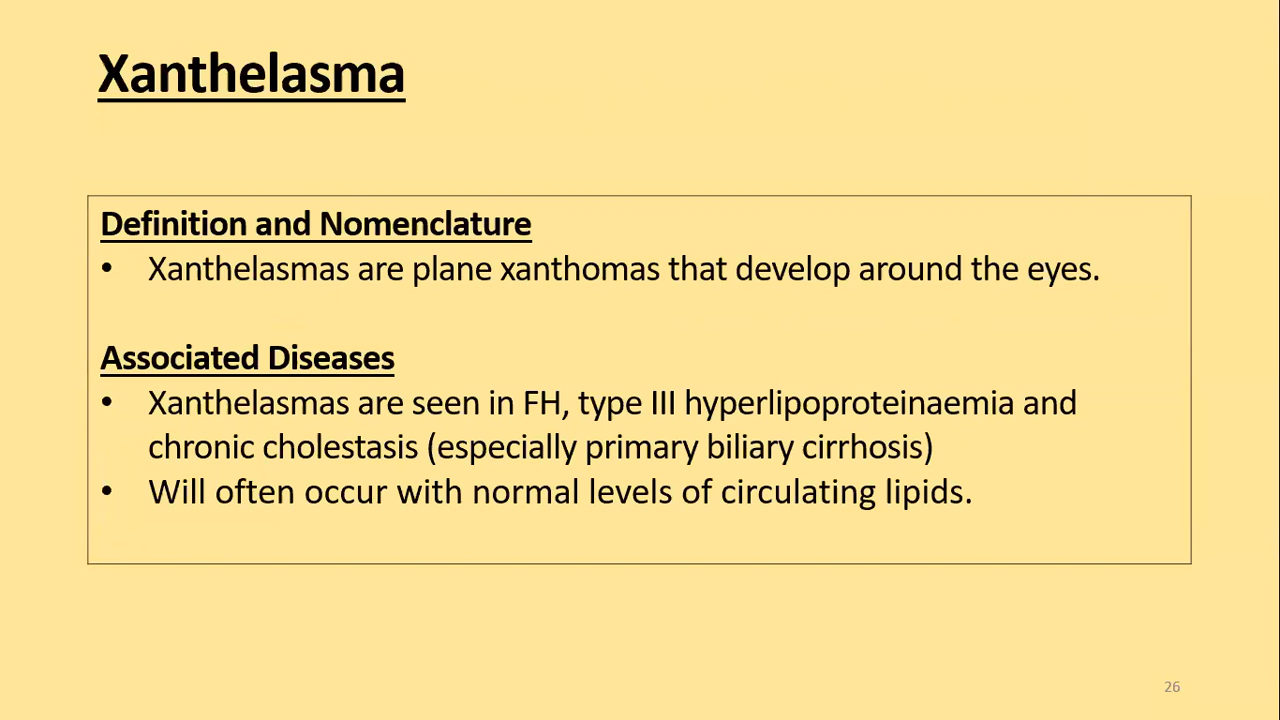 Xanthelasma
Definition and Nomenclature
• Xanthelasmas are plane xanthomas that develop around the eyes.
Associated Diseases
• Xanthelasmas are seen in FH, type III hyperlipoproteinaemia and
chronic cholestasis (especially primary biliary cirrhosis)
• Will often occur with normal levels of circulating lipids.
26